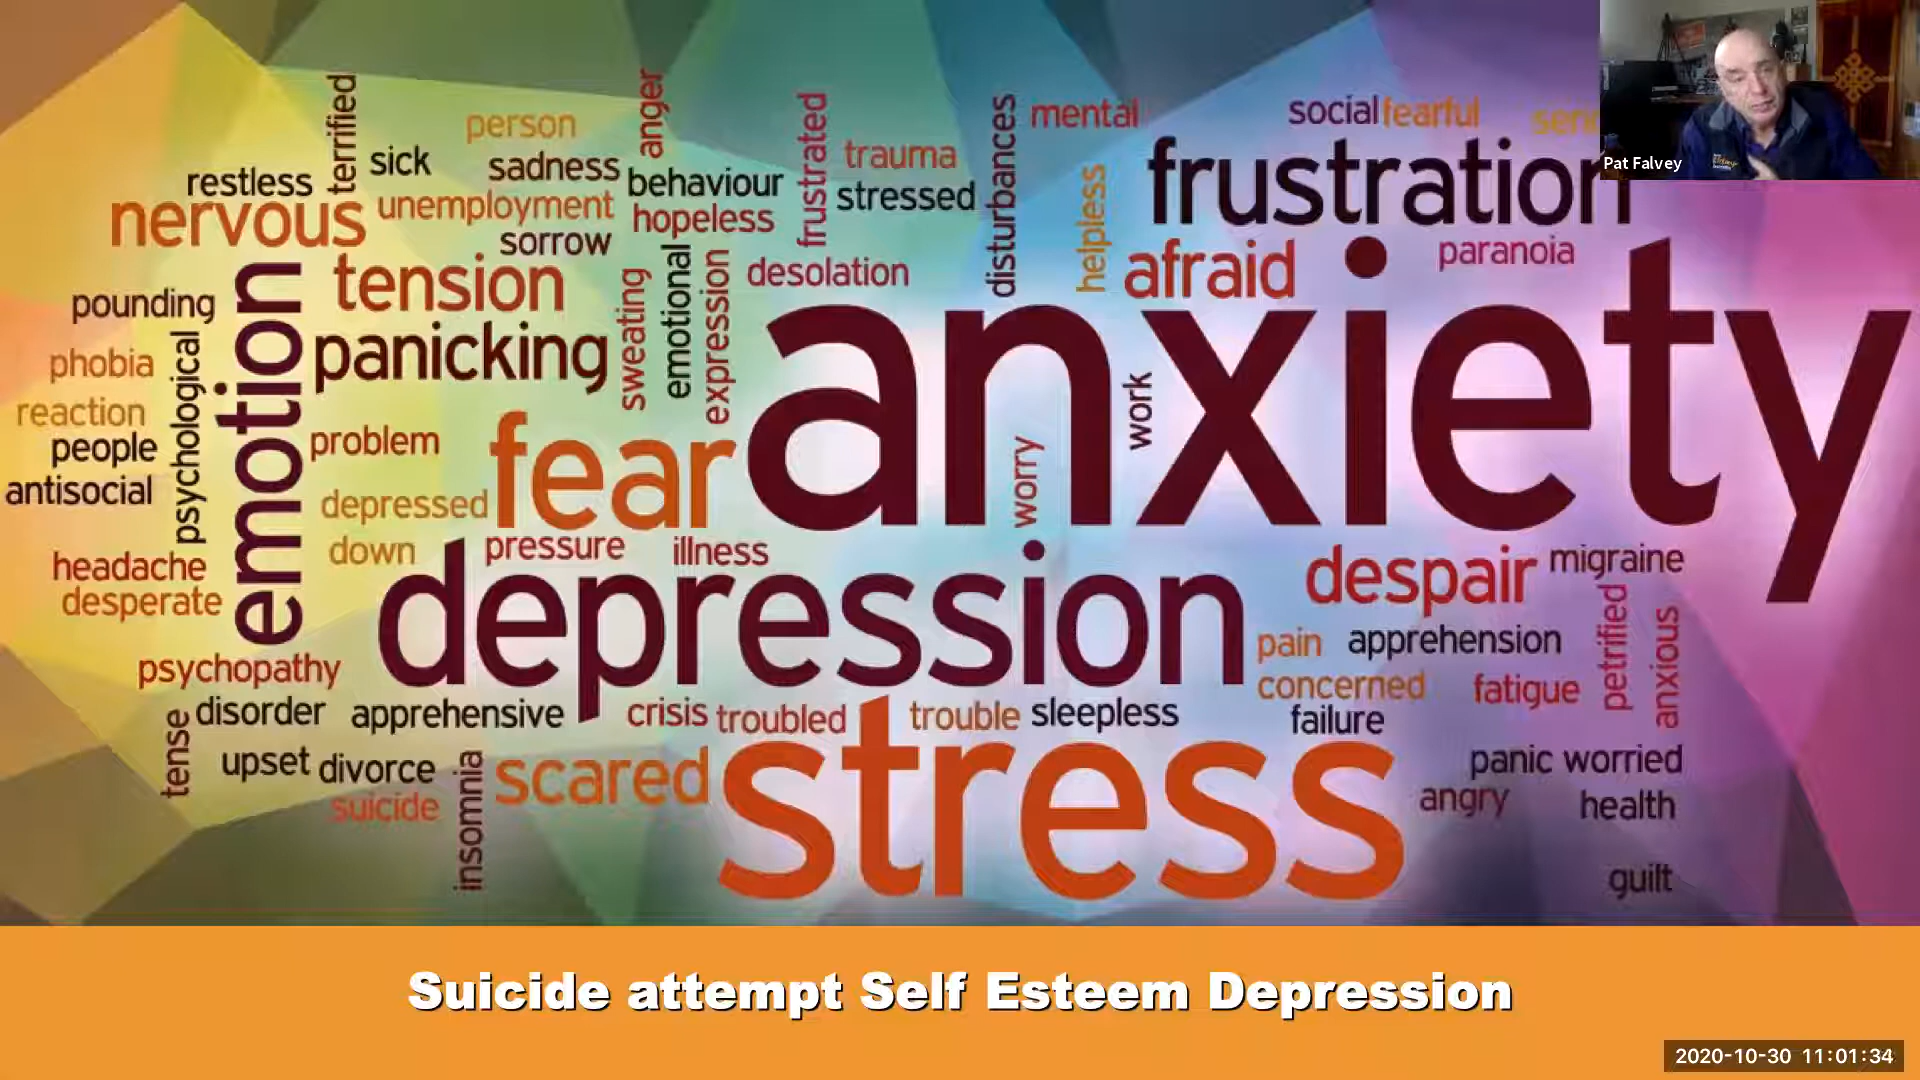 terrified
person
anger
frustrated
disturbances
mental
social
fearful
Pat Falvey
restless
sick
sadness
behaviour
trauma
stressed
helpless
frustration
nervous
unemployment
hopeless
sorrow
desolation
afraid
paranoia
pounding
emotion
tension
sweating
emotional
expression
anxiety
phobia
psychological
panicking
reaction
people
antisocial
problem
fear
worry
work
depressed
headache
down
pressure
illness
despair
migraine
desperate
depression
petrified
anxious
psychopathy
pain
apprehension
concerned
fatigue
tense
disorder
apprehensive
crisis
troubled
trouble
sleepless
failure
upset
divorce
insomnia
scared
stress
panic
worried
suicide
angry
health
guilt
Suicide attempt Self Esteem Depression
2020-10-30 11:01:34